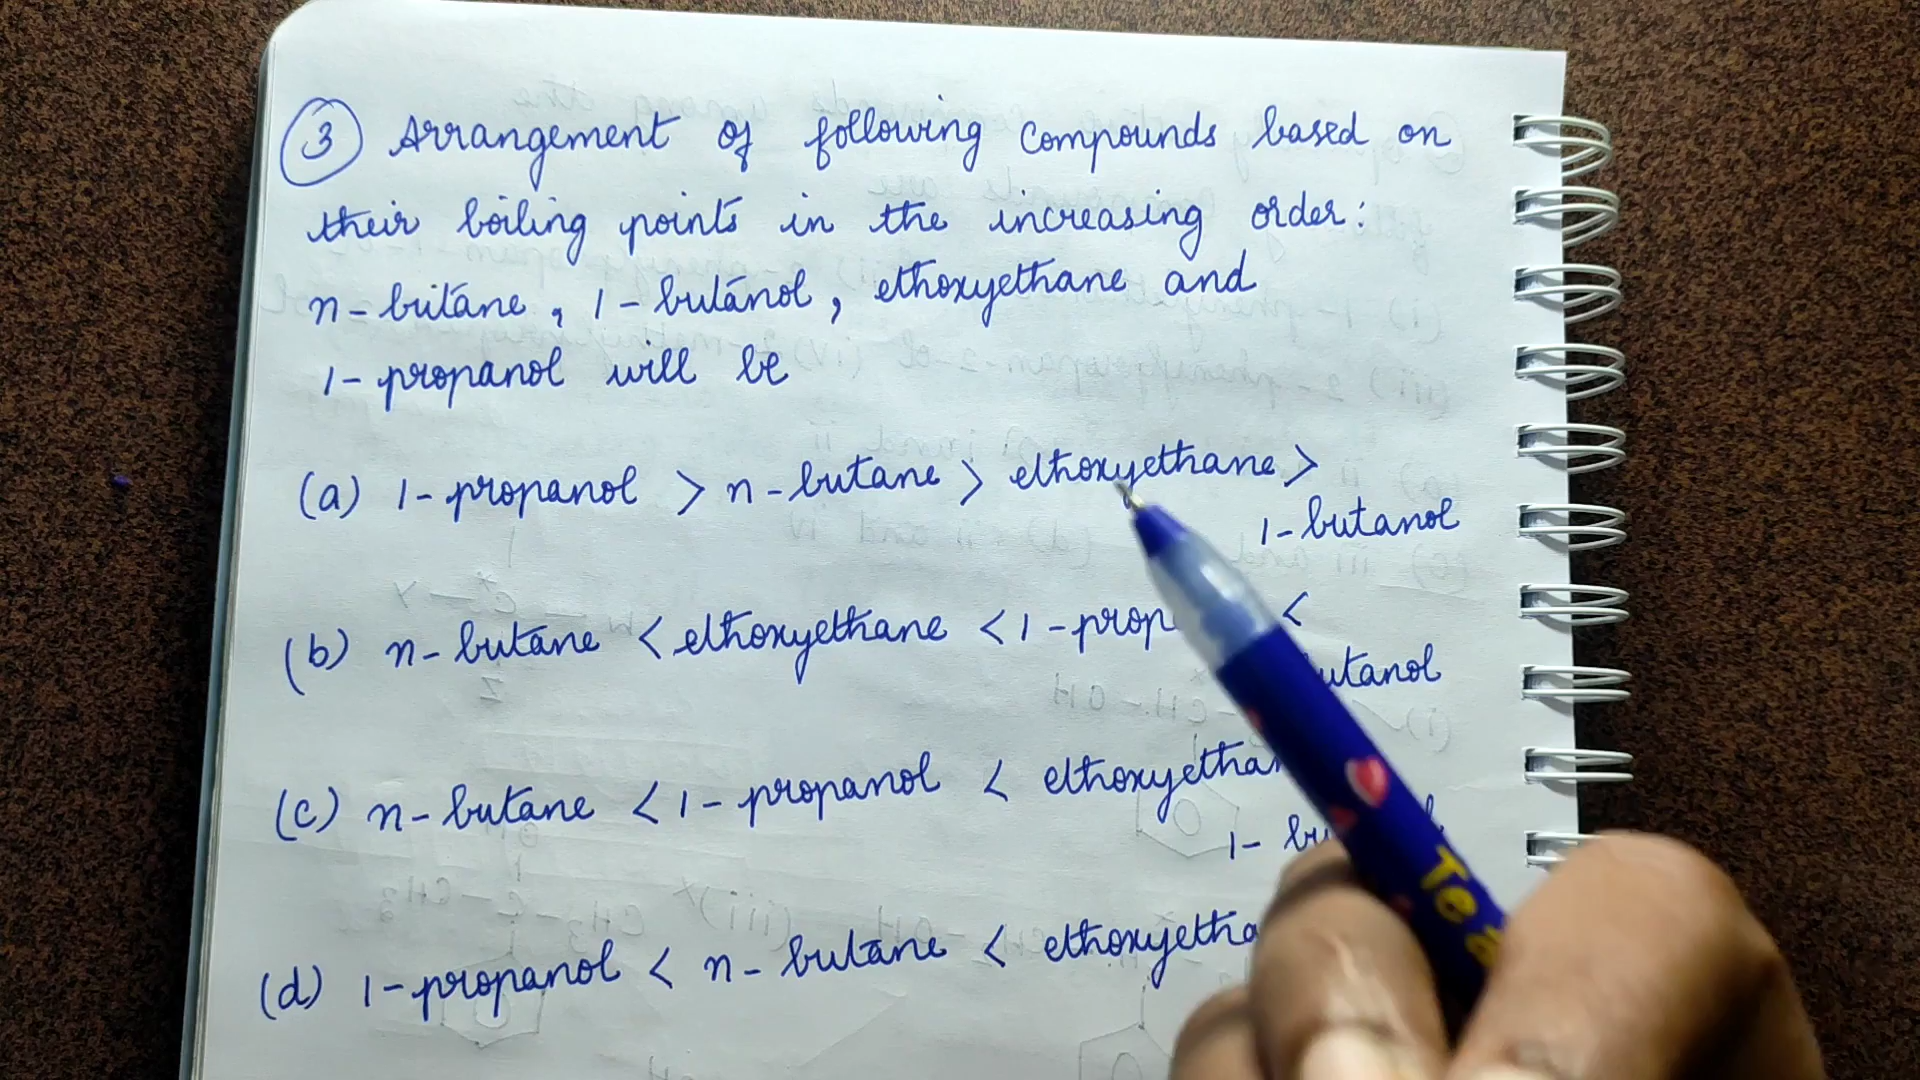 3 Arrangement of following compounds based on
their boiling points in the increasing order:
n-butane, 1-butanol, ethoxyethane and
1-propanol will be
(a) 1-propanol > n-butane > ethoxyethane >
1-butanol
(b) n-butane < ethoxyethane < 1-prop <
utanol
(c) n-butane < 1-propanol < ethoxyetha
1-bu
(d) 1-propanol < n-butane < ethoxyetha
Te